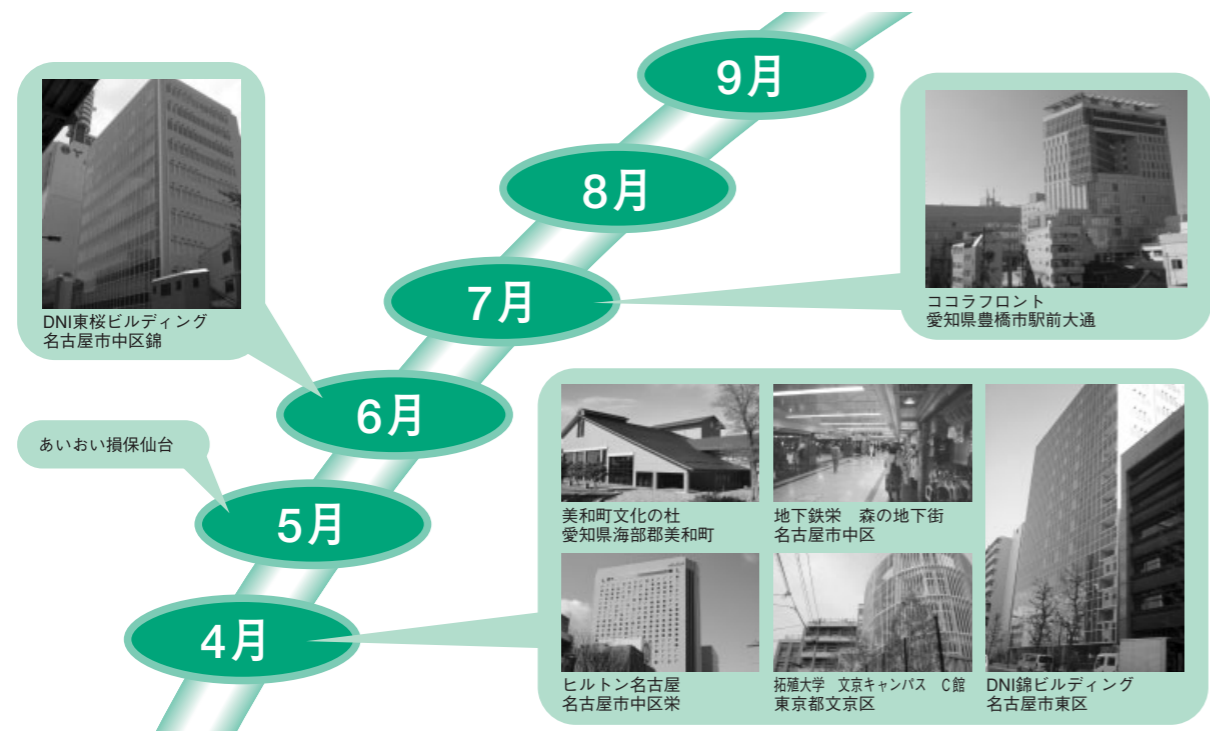 9月
8月
7月
6月
5月
4月
DNI東桜ビルディング
名古屋市中区錦
あいおい損保仙台
ココラフロント
愛知県豊橋市駅前大通
美和町文化の杜
愛知県海部郡美和町
地下鉄栄　森の地下街
名古屋市中区
ヒルトン名古屋
名古屋市中区栄
拓殖大学　文京キャンパス　C館
東京都文京区
DNI錦ビルディング
名古屋市東区